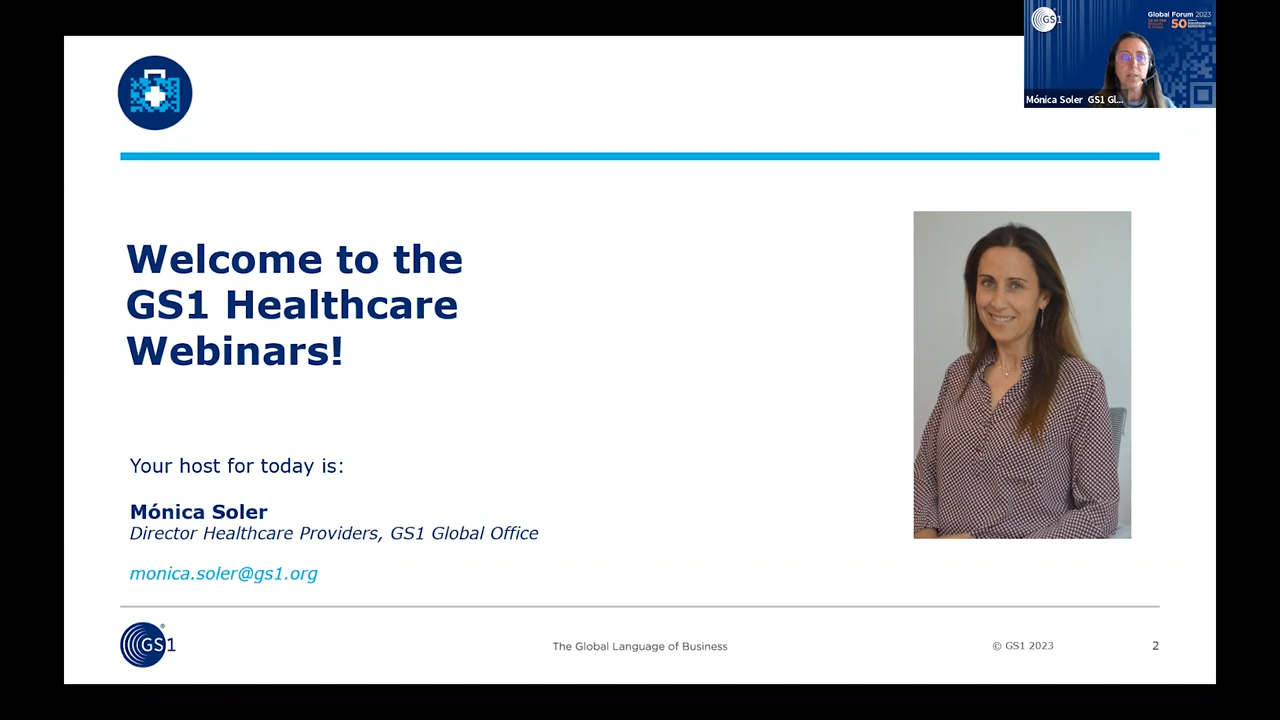 GS1
Global Forum 2023
50
Mónica Soler GS1 Gl...
Welcome to the
GS1 Healthcare
Webinars!
Your host for today is:
Mónica Soler
Director Healthcare Providers, GS1 Global Office
monica.soler@gs1.org
GS1
The Global Language of Business
© GS1 2023
2